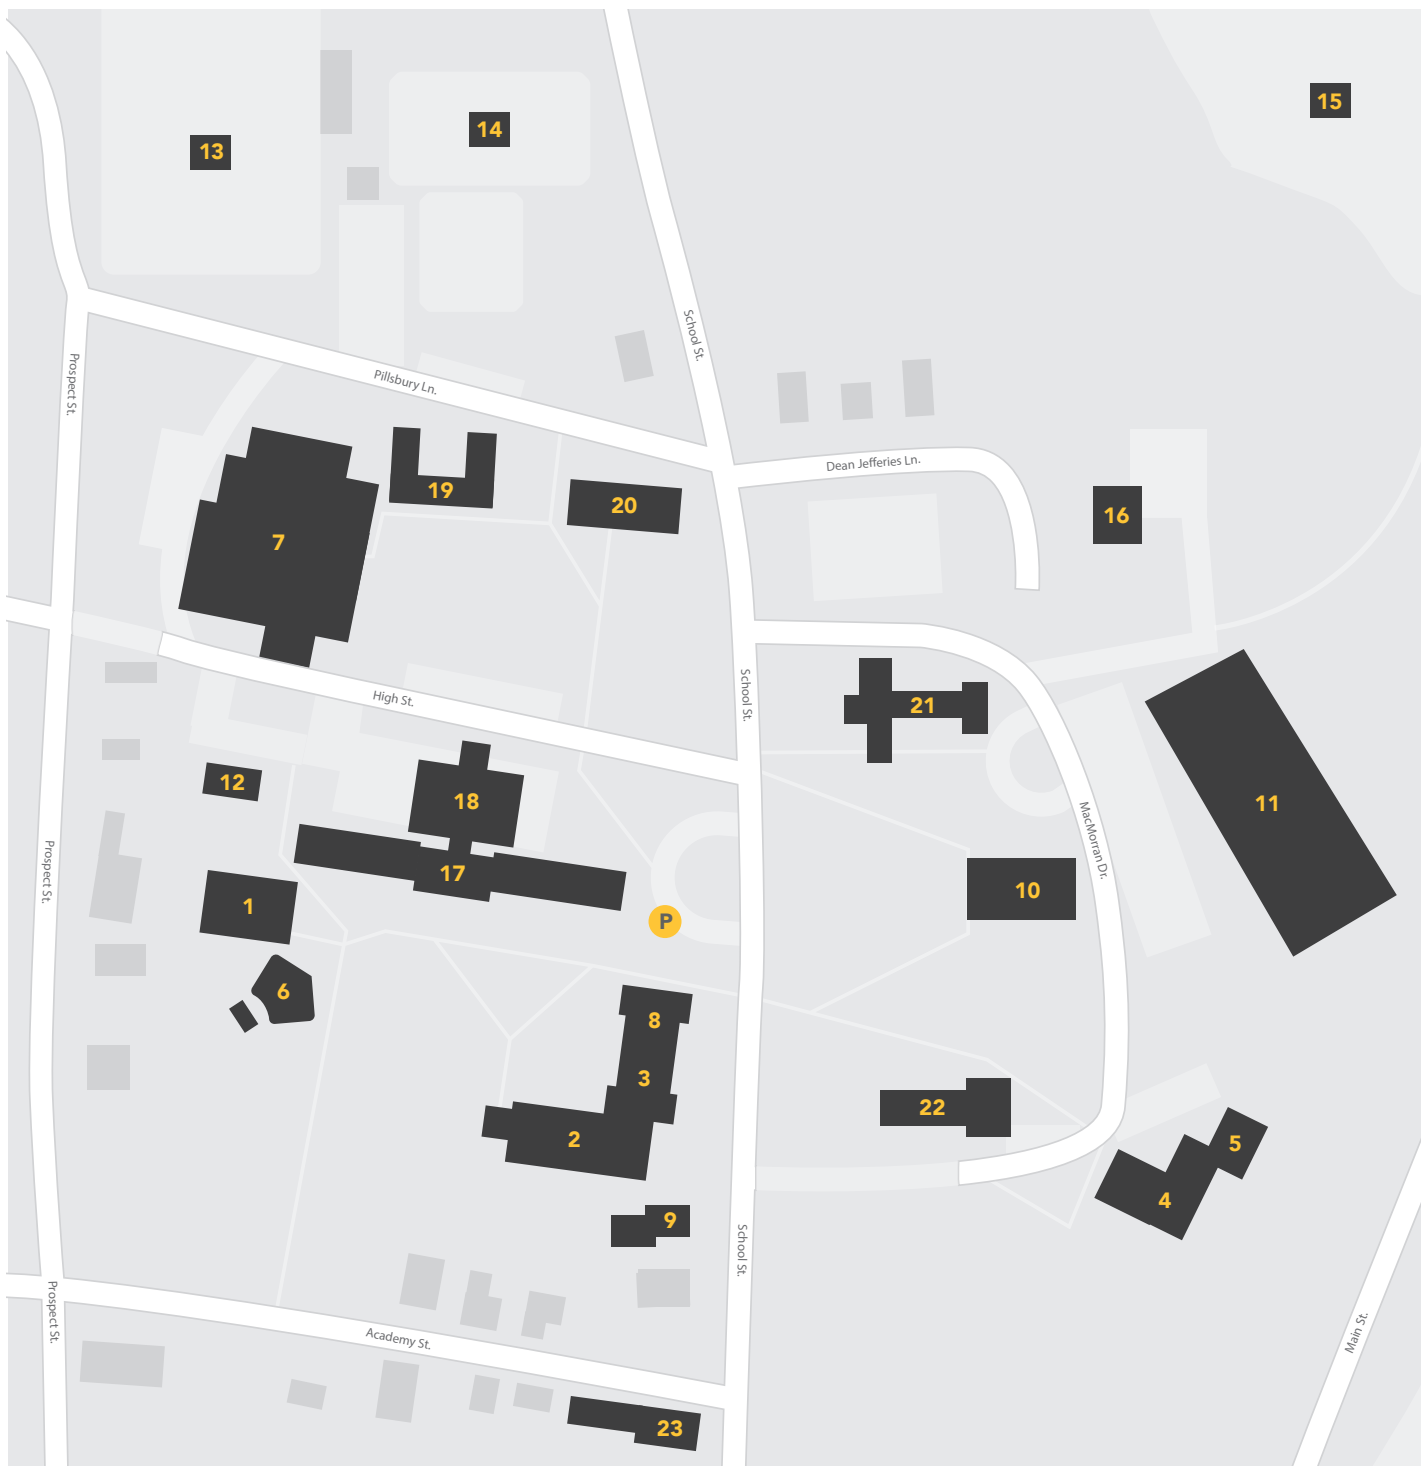 15
14
13
School St.
Prospect St.
Pillsbury Ln.
Dean Jefferies Ln.
19
20
16
7
School St.
High St.
21
12
18
11
MacMorran Dr.
Prospect St.
17
10
1
P
6
8
3
22
2
5
4
9
School St.
Prospect St.
Academy St.
Main St.
23